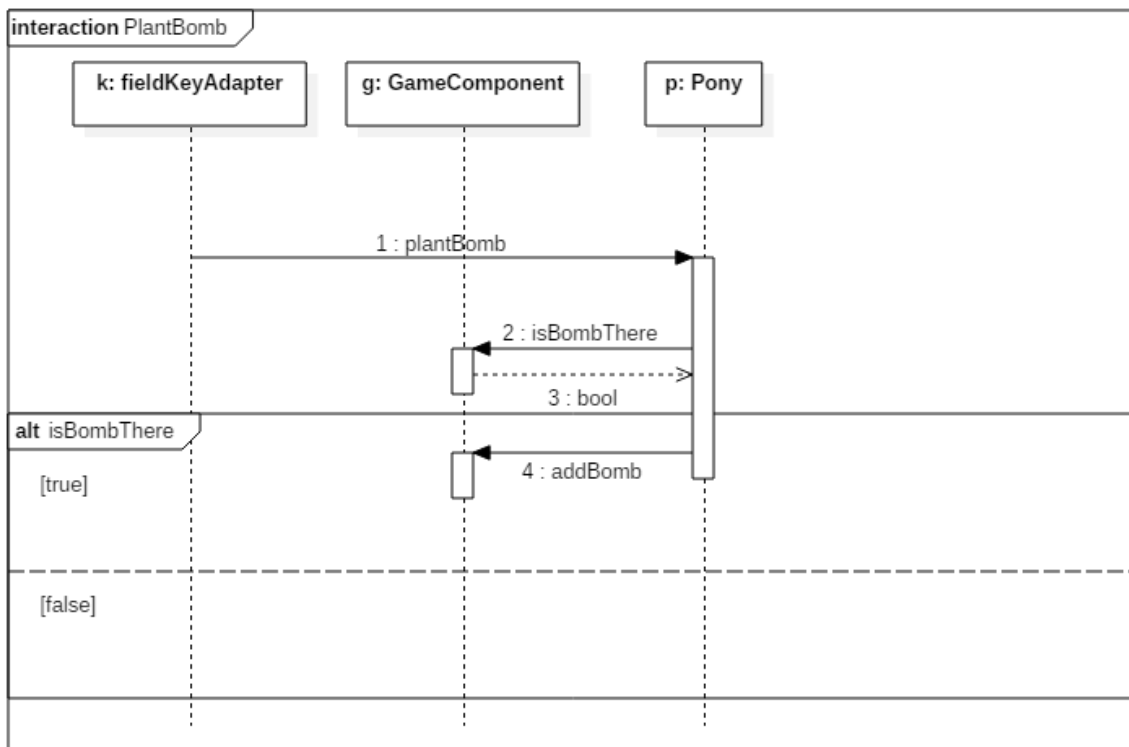 interaction PlantBomb
k: fieldKeyAdapter
g: GameComponent
p: Pony
1 : plantBomb
2 : isBombThere
3 : bool
alt isBombThere
4 : addBomb
[true]
[false]